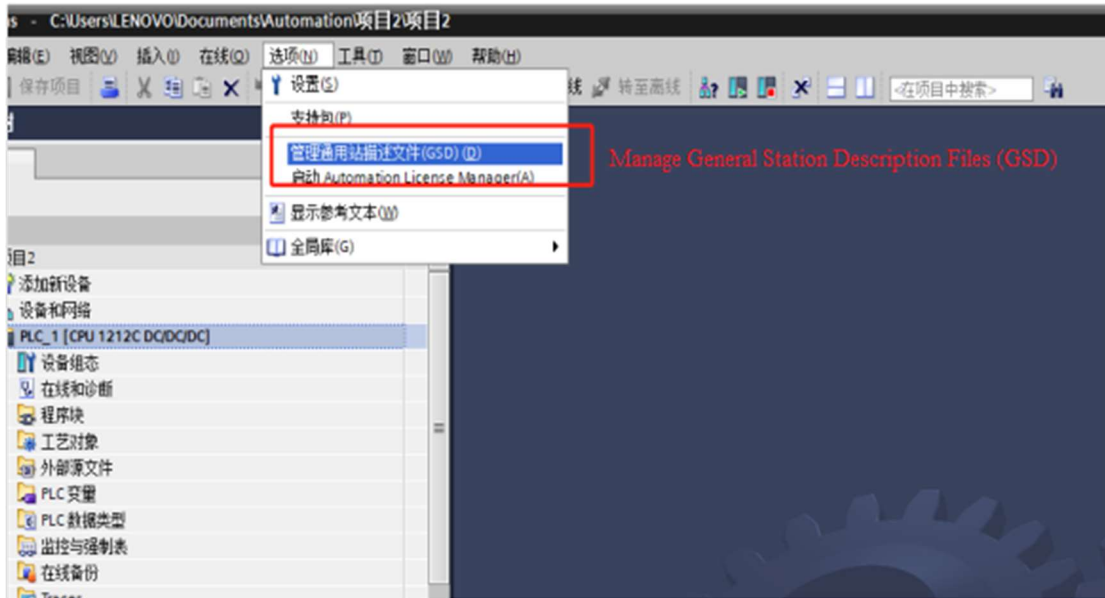 - C:\Users\LENOVO\Documents\Automation\项目2\项目2
编辑(E) 视图(V) 插入(I) 在线(O) 选项(N) 工具(T) 窗口(W) 帮助(H)
保存项目 转至离线 <在项目中搜索>
设置(S)
支持包(P)
管理通用站描述文件(GSD) (D)
启动 Automation License Manager(A)
显示参考文本(W)
全局库(G)
Manage General Station Description Files (GSD)
项目2
添加新设备
设备和网络
PLC_1 [CPU 1212C DC/DC/DC]
设备组态
在线和诊断
程序块
工艺对象
外部源文件
PLC 变量
PLC 数据类型
监控与强制表
在线备份
Traces